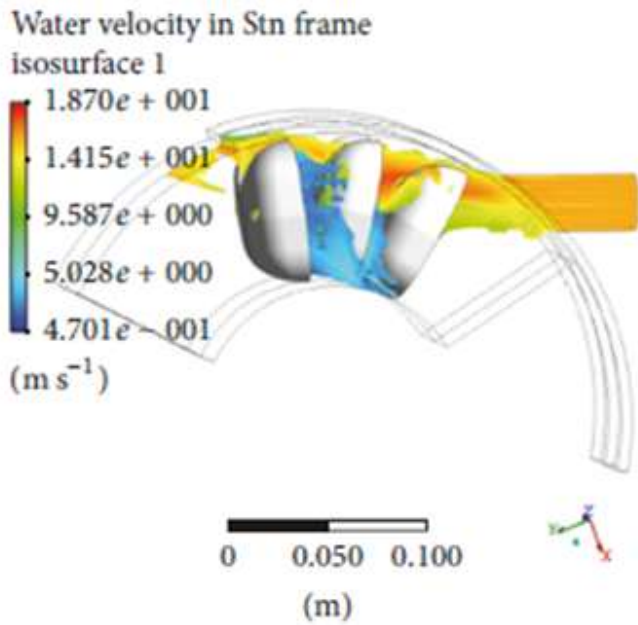 Water velocity in Stn frame
isosurface 1
1.870e + 001
1.415e + 001
9.587e + 000
5.028e + 000
4.701e − 001
(m s⁻¹)
0 0.050 0.100
(m)
Z
Y
X